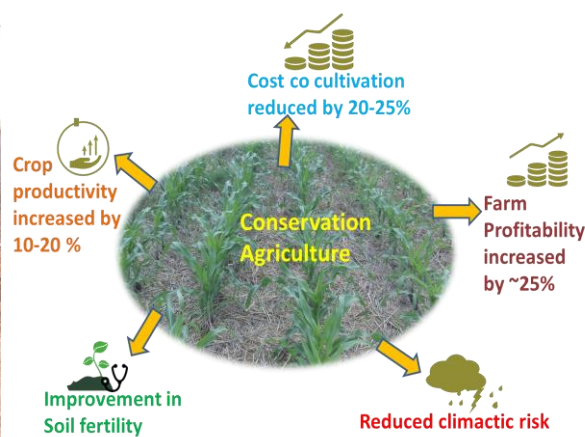 Cost co cultivation
reduced by 20-25%
Crop
productivity
increased by
10-20 %
Conservation
Agriculture
Farm
Profitability
increased
by ~25%
Improvement in
Soil fertility
Reduced climactic risk